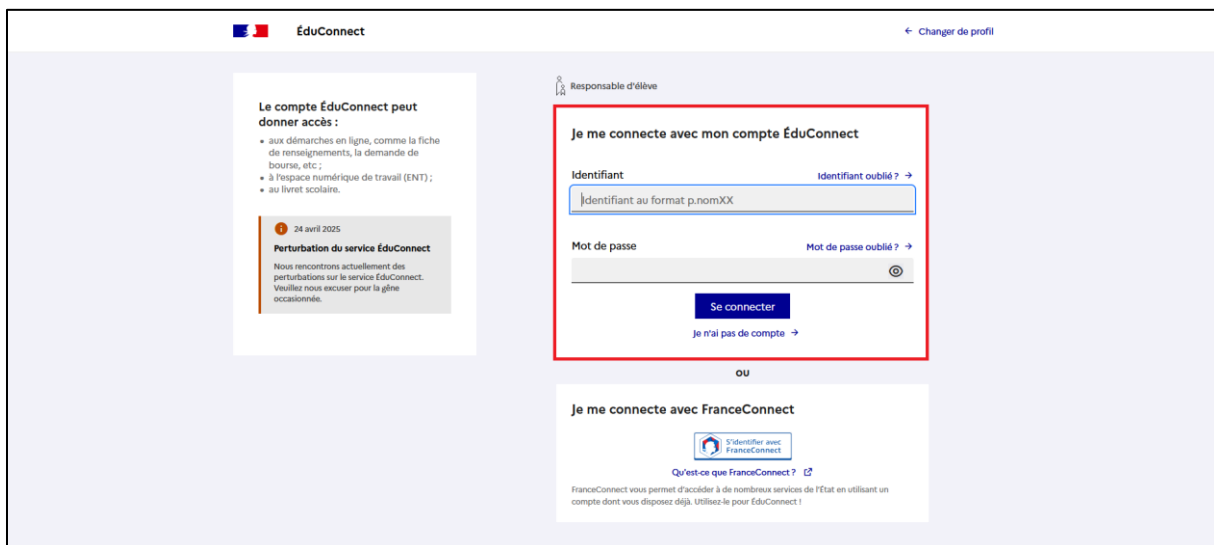 ÉduConnect
← Changer de profil
Le compte ÉduConnect peut
donner accès :
• aux démarches en ligne, comme la fiche
de renseignements, la demande de
bourse, etc ;
• à l'espace numérique de travail (ENT) ;
• au livret scolaire.
24 avril 2025
Perturbation du service ÉduConnect
Nous rencontrons actuellement des
perturbations sur le service ÉduConnect.
Veuillez nous excuser pour la gêne
occasionnée.
Responsable d'élève
Je me connecte avec mon compte ÉduConnect
Identifiant
Identifiant oublié ? →
Identifiant au format p.nomXX
Mot de passe
Mot de passe oublié ? →
Se connecter
Je n'ai pas de compte →
ou
Je me connecte avec FranceConnect
S'identifier avec
FranceConnect
Qu'est-ce que FranceConnect ?
FranceConnect vous permet d'accéder à de nombreux services de l'État en utilisant un
compte dont vous disposez déjà. Utilisez-le pour ÉduConnect !